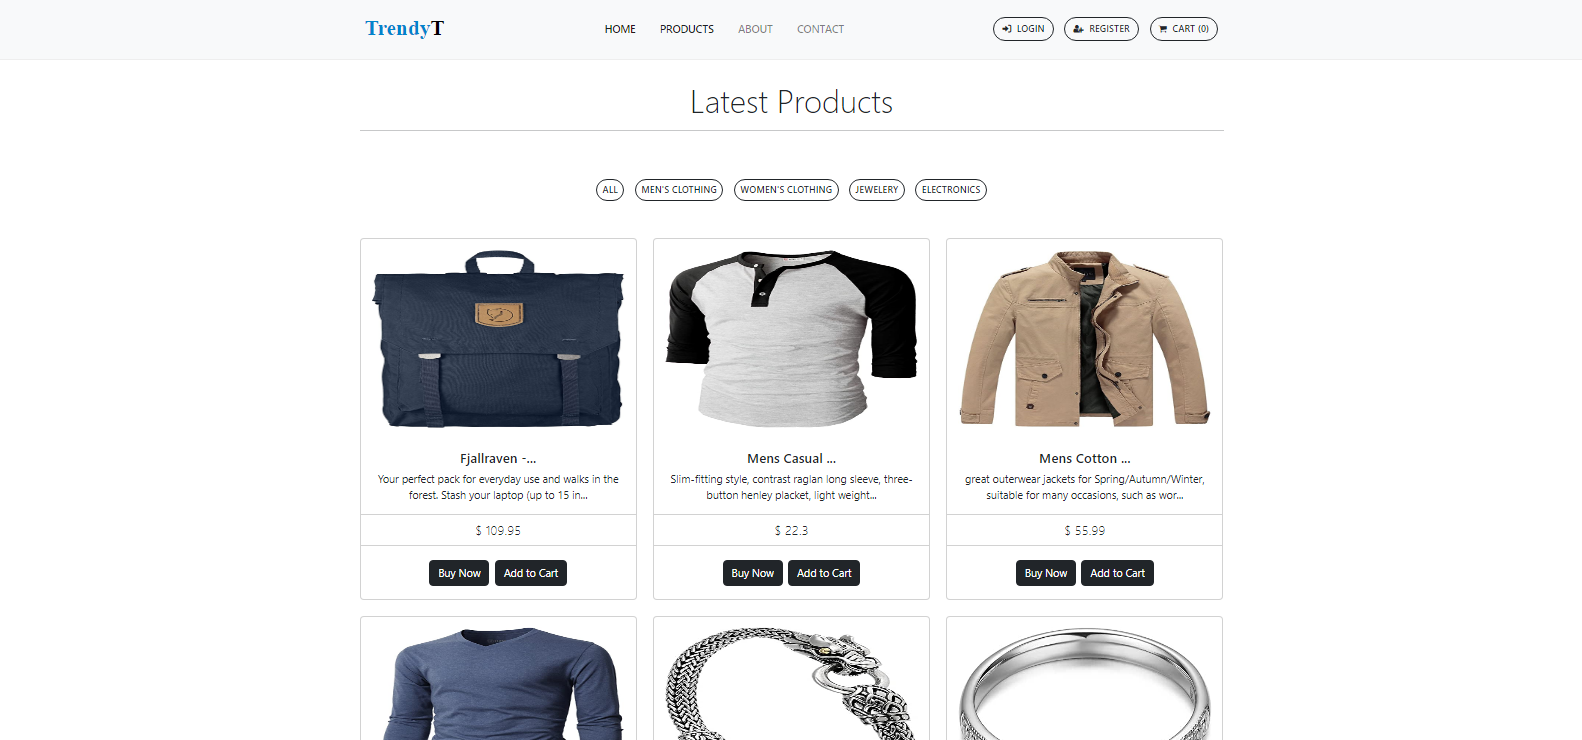 TrendyT
HOME PRODUCTS ABOUT CONTACT
LOGIN REGISTER CART (0)
Latest Products
ALL MEN'S CLOTHING WOMEN'S CLOTHING JEWELERY ELECTRONICS
Fjallraven -...
Your perfect pack for everyday use and walks in the
forest. Stash your laptop (up to 15 in...
$ 109.95
Buy Now Add to Cart
Mens Casual ...
Slim-fitting style, contrast raglan long sleeve, three-
button henley placket, light weight...
$ 22.3
Buy Now Add to Cart
Mens Cotton ...
great outerwear jackets for Spring/Autumn/Winter,
suitable for many occasions, such as wor...
$ 55.99
Buy Now Add to Cart